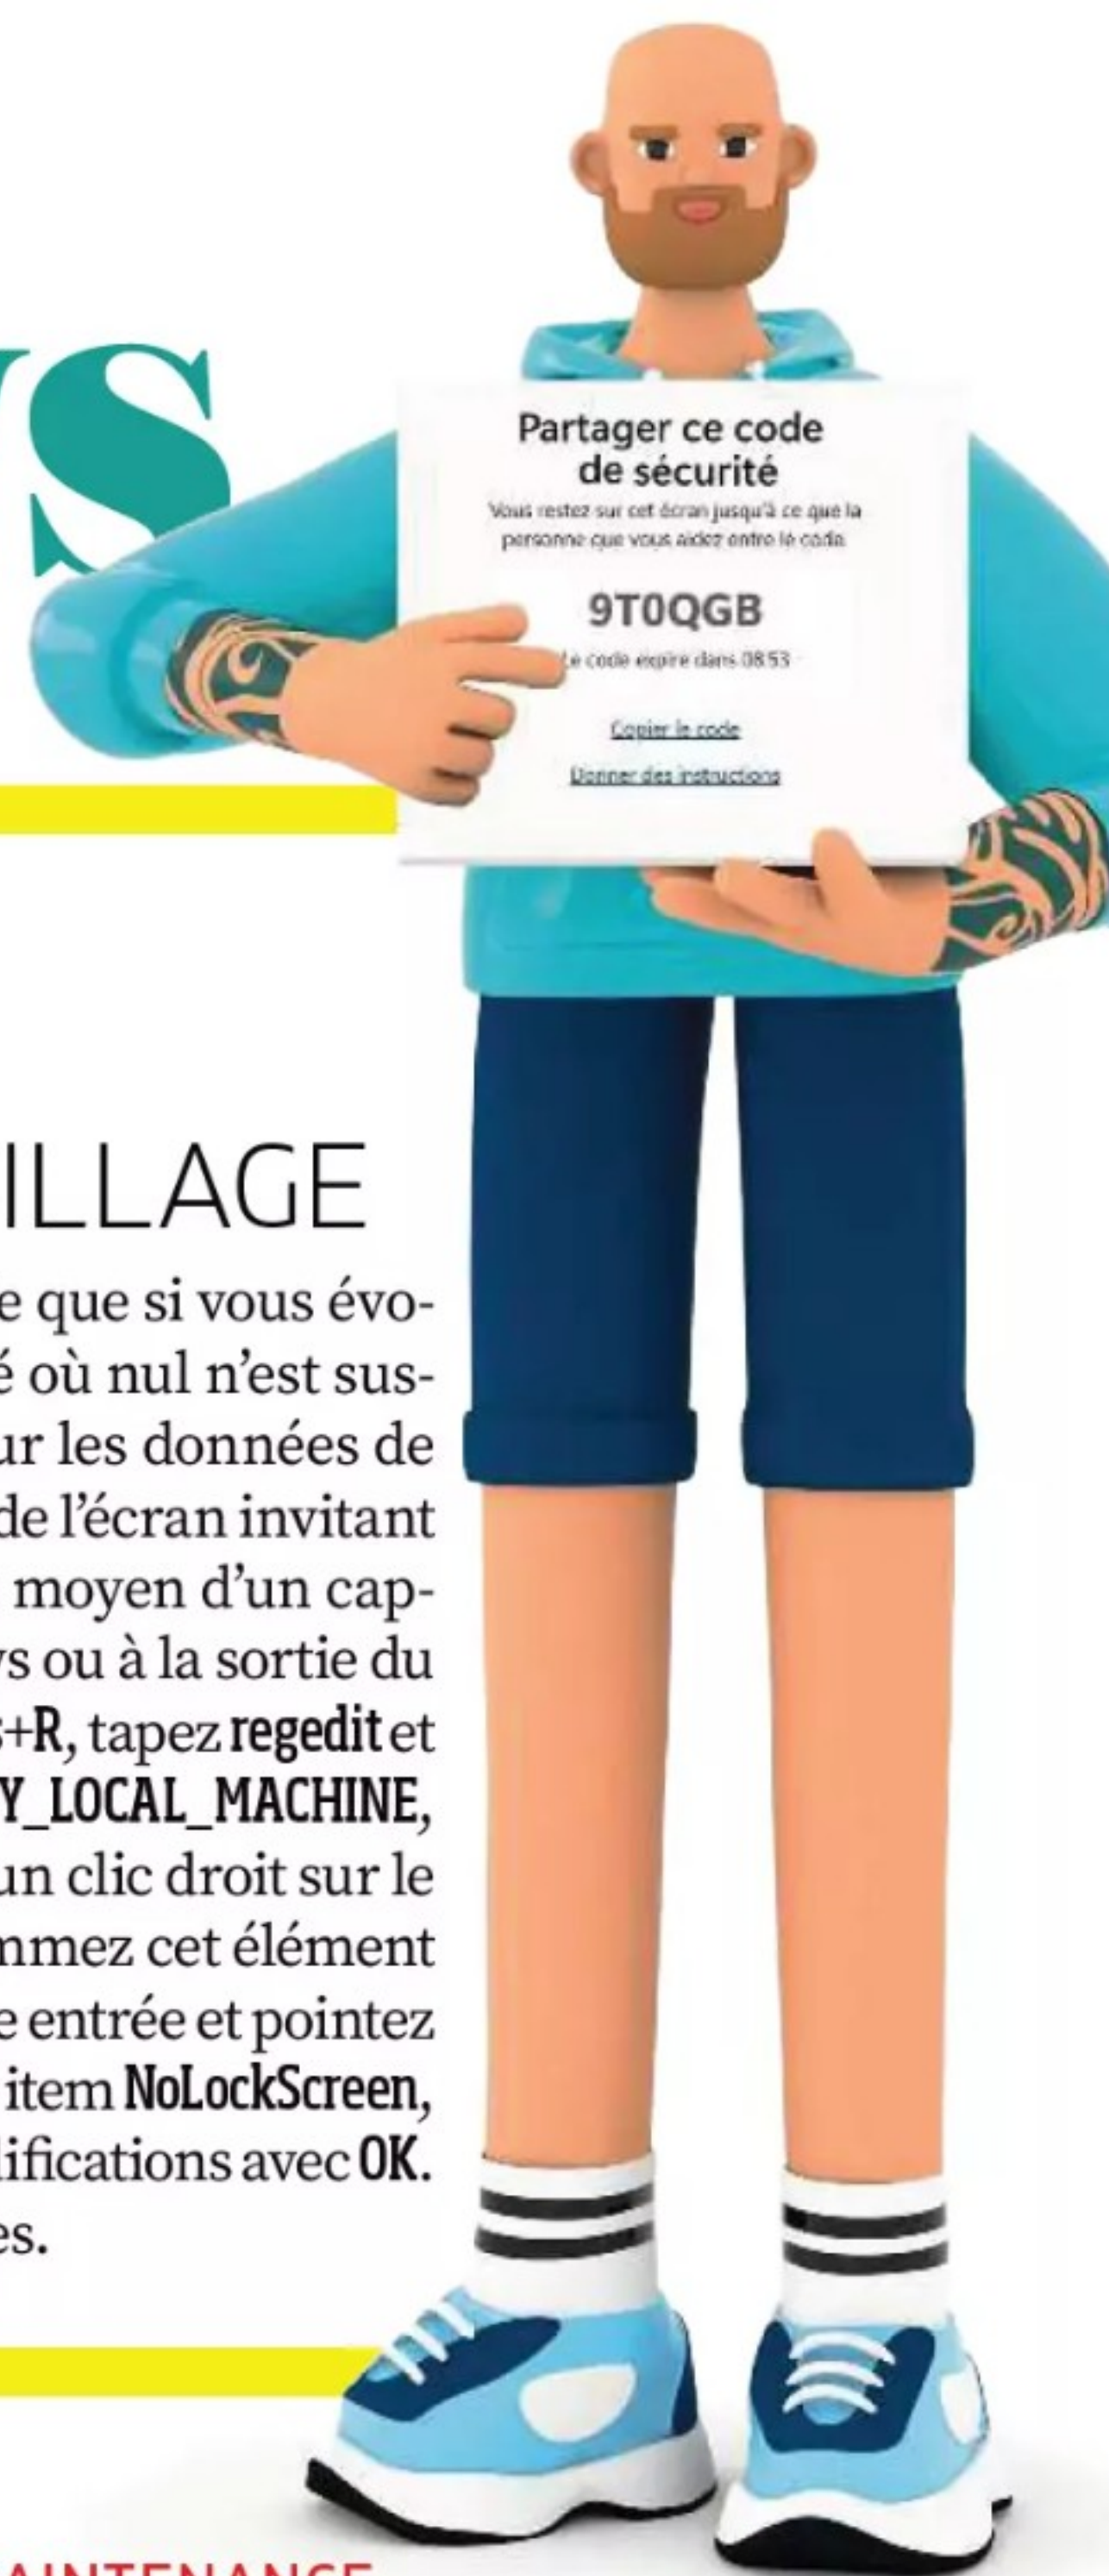 WS
Partager ce code
de sécurité
Vous restez sur cet écran jusqu'à ce que la
personne que vous aidez entre le code.
9T0QGB
Le code expire dans 08:53
Copier le code
Donner des instructions
ILLAGE
e que si vous évo-
é où nul n'est sus-
ur les données de
de l'écran invitant
moyen d'un cap-
s ou à la sortie du
s+R, tapez regedit et
Y_LOCAL_MACHINE,
un clic droit sur le
mmez cet élément
e entrée et pointez
item NoLockScreen,
difications avec OK.
es.
AINTENANCE